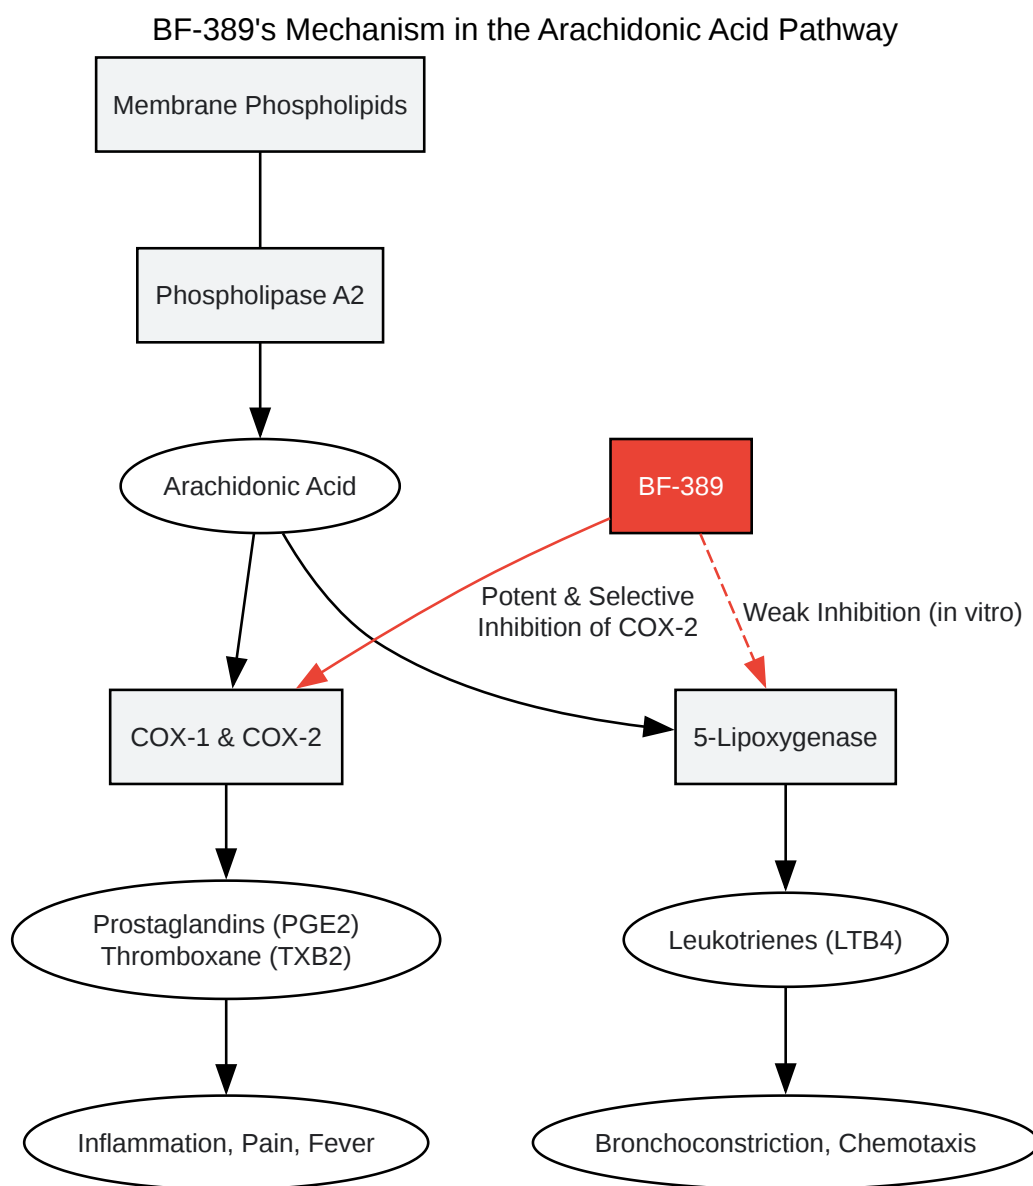 BF-389's Mechanism in the Arachidonic Acid Pathway
Membrane Phospholipids
Phospholipase A2
Arachidonic Acid
BF-389
Potent & Selective
Inhibition of COX-2
Weak Inhibition (in vitro)
COX-1 & COX-2
5-Lipoxygenase
Prostaglandins (PGE2)
Thromboxane (TXB2)
Leukotrienes (LTB4)
Inflammation, Pain, Fever
Bronchoconstriction, Chemotaxis